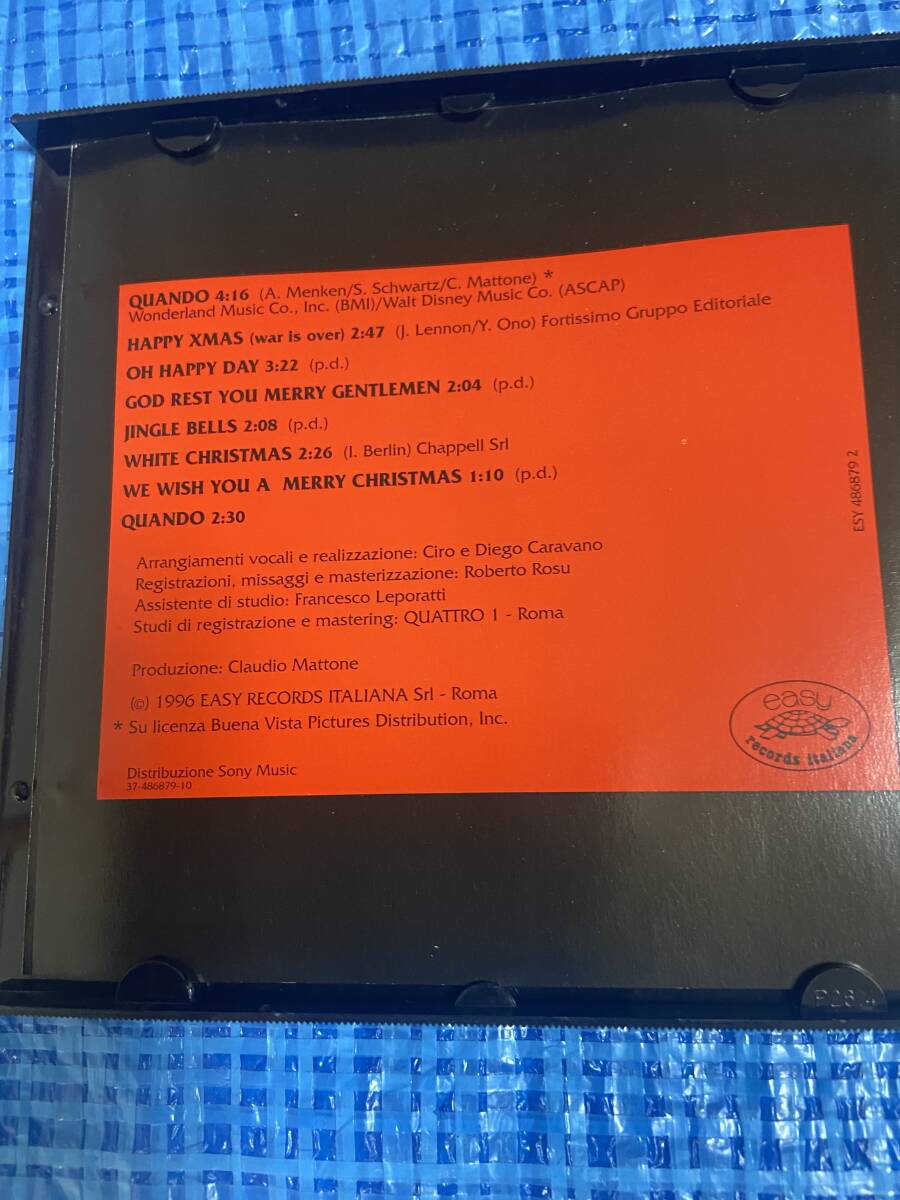 QUANDO 4:16 (A. Menken/S. Schwartz/C. Mattone) *
Wonderland Music Co., Inc. (BMI)/Walt Disney Music Co. (ASCAP)
HAPPY XMAS (war is over) 2:47 (J. Lennon/Y. Ono) Fortissimo Gruppo Editoriale
OH HAPPY DAY 3:22 (p.d.)
GOD REST YOU MERRY GENTLEMEN 2:04 (p.d.)
JINGLE BELLS 2:08 (p.d.)
WHITE CHRISTMAS 2:26 (I. Berlin) Chappell Srl
WE WISH YOU A MERRY CHRISTMAS 1:10 (p.d.)
QUANDO 2:30
ESY 486879 2
Arrangiamenti vocali e realizzazione: Ciro e Diego Caravano
Registrazioni, missaggi e masterizzazione: Roberto Rosu
Assistente di studio: Francesco Leporatti
Studi di registrazione e mastering: QUATTRO 1 - Roma
Produzione: Claudio Mattone
(©) 1996 EASY RECORDS ITALIANA Srl - Roma
* Su licenza Buena Vista Pictures Distribution, Inc.
easy
records italiana
Distribuzione Sony Music
37-486879-10